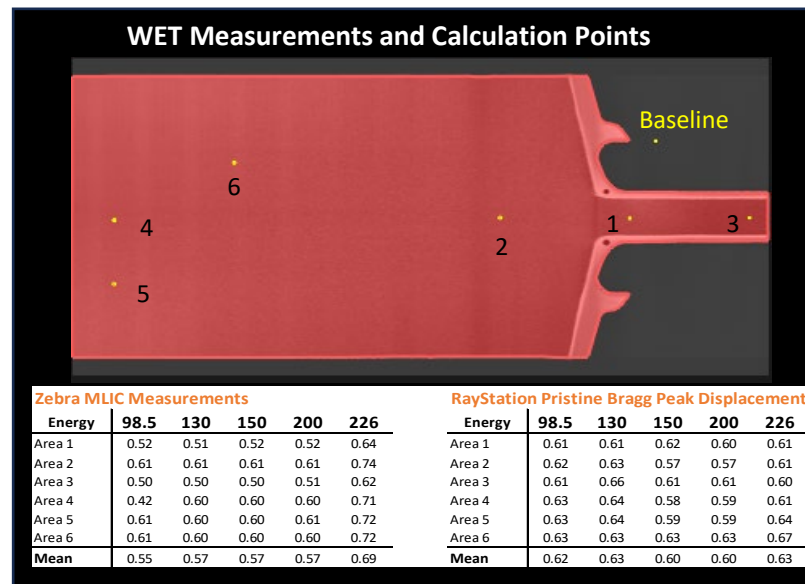 WET Measurements and Calculation Points
Baseline
6
4
2
1
3
5
Zebra MLIC Measurements
Energy 98.5 130 150 200 226
Area 1 0.52 0.51 0.52 0.52 0.64
Area 2 0.61 0.61 0.61 0.61 0.74
Area 3 0.50 0.50 0.50 0.51 0.62
Area 4 0.42 0.60 0.60 0.60 0.71
Area 5 0.61 0.60 0.60 0.61 0.72
Area 6 0.61 0.60 0.60 0.60 0.72
Mean 0.55 0.57 0.57 0.57 0.69
RayStation Pristine Bragg Peak Displacement
Energy 98.5 130 150 200 226
Area 1 0.61 0.61 0.62 0.60 0.61
Area 2 0.62 0.63 0.57 0.57 0.61
Area 3 0.61 0.66 0.61 0.61 0.60
Area 4 0.63 0.64 0.58 0.59 0.61
Area 5 0.63 0.64 0.59 0.59 0.64
Area 6 0.63 0.63 0.63 0.63 0.67
Mean 0.62 0.63 0.60 0.60 0.63